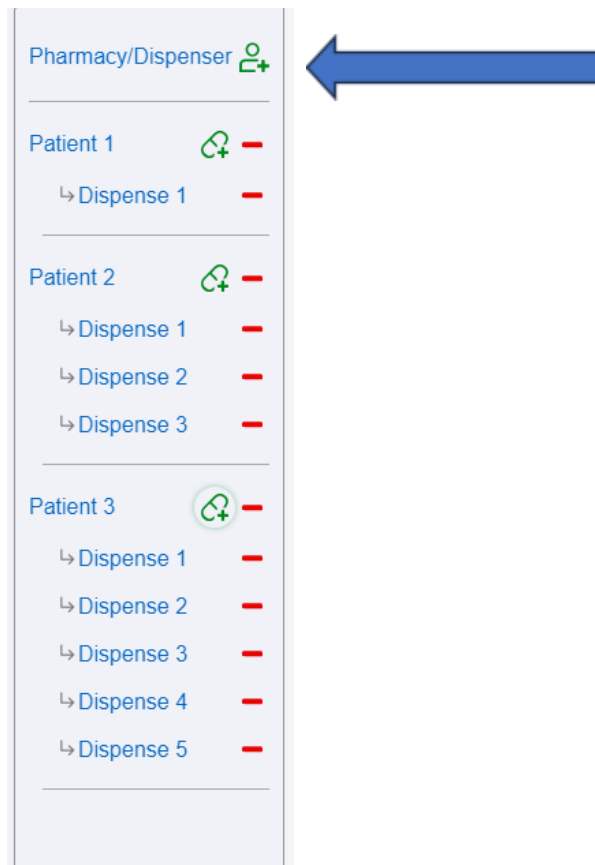 Pharmacy/Dispenser
Patient 1
Dispense 1
Patient 2
Dispense 1
Dispense 2
Dispense 3
Patient 3
Dispense 1
Dispense 2
Dispense 3
Dispense 4
Dispense 5